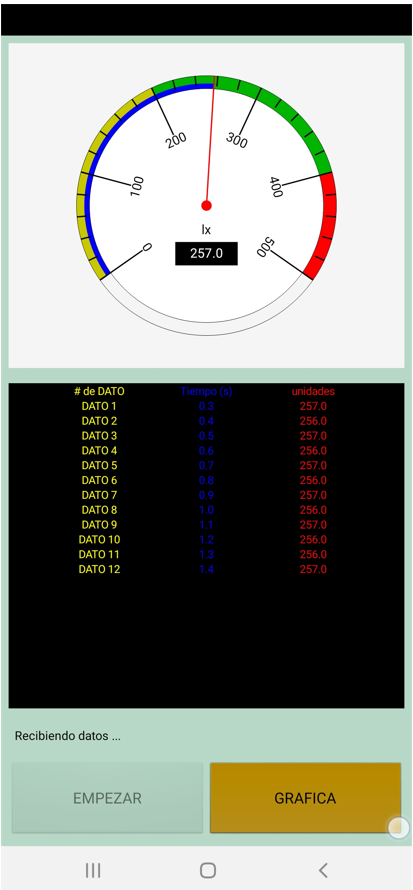 0
100
200
300
400
500
lx
257.0
# de DATO Tiempo (s) unidades
DATO 1 0.3 257.0
DATO 2 0.4 256.0
DATO 3 0.5 257.0
DATO 4 0.6 256.0
DATO 5 0.7 257.0
DATO 6 0.8 256.0
DATO 7 0.9 257.0
DATO 8 1.0 256.0
DATO 9 1.1 257.0
DATO 10 1.2 256.0
DATO 11 1.3 256.0
DATO 12 1.4 257.0
Recibiendo datos ...
EMPEZAR GRAFICA